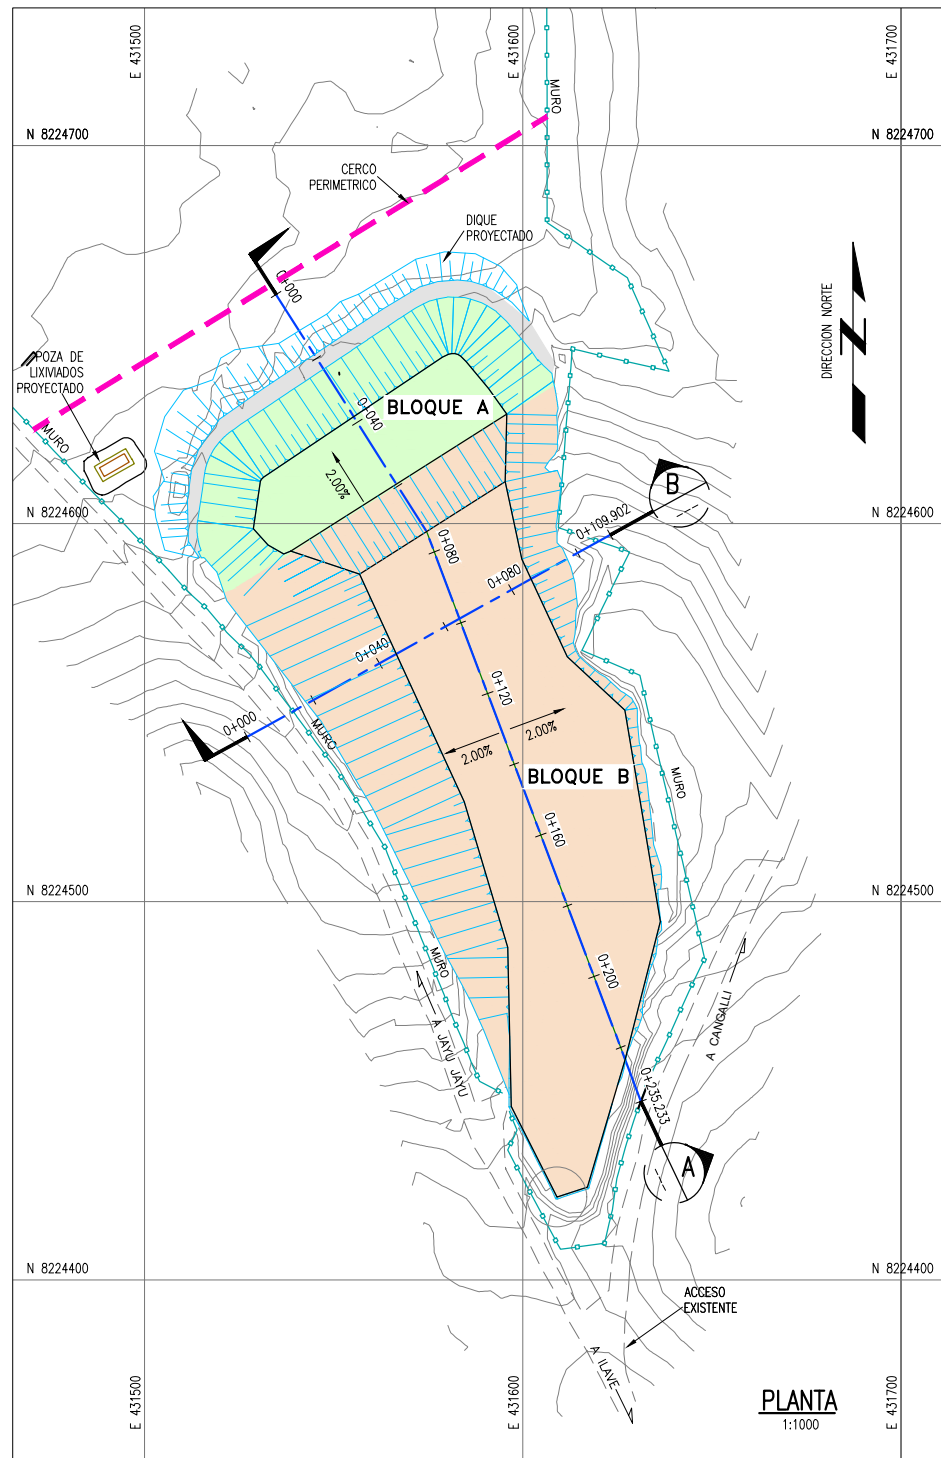 E 431500
E 431600
E 431700
MURO
N 8224700
N 8224700
CERCO
PERIMETRICO
DIQUE
PROYECTADO
0+000
DIRECCION NORTE
N
POZA DE
LIXIVIADOS
PROYECTADO
MURO
BLOQUE A
0+040
2.00%
B
N 8224600
N 8224600
0+109.902
0+080
0+080
0+040
0+120
0+000
MURO
2.00%
2.00%
BLOQUE B
MURO
0+160
N 8224500
N 8224500
MURO
0+200
A JAYU JAYU
A CANGALLI
0+235.233
A
N 8224400
N 8224400
ACCESO
EXISTENTE
A ILAVE
E 431500
E 431600
E 431700
PLANTA
1:1000